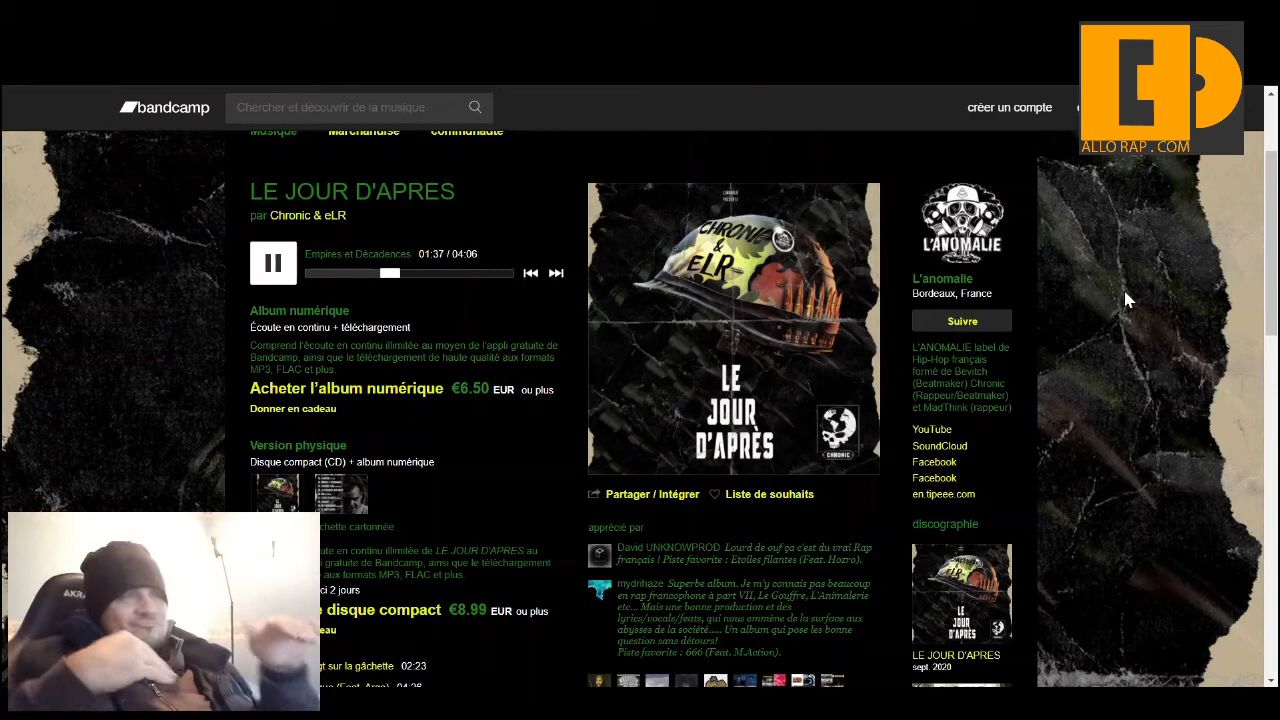 bandcamp
Chercher et découvrir de la musique
créer un compte
ALLO RAP . COM
Musique
Marchandise
communauté
LE JOUR D'APRES
par Chronic & eLR
Empires et Décadences 01:37 / 04:06
Album numérique
Écoute en continu + téléchargement
Comprend l'écoute en continu illimitée au moyen de l'appli gratuite de
Bandcamp, ainsi que le téléchargement de haute qualité aux formats
MP3, FLAC et plus.
Acheter l'album numérique €6.50 EUR ou plus
Donner en cadeau
Version physique
Disque compact (CD) + album numérique
chette cartonnée
ute en continu illimitée de LE JOUR D'APRES au
gratuite de Bandcamp, ainsi que le téléchargement
aux formats MP3, FLAC et plus.
ci 2 jours
e disque compact €8.99 EUR ou plus
eau
gt sur la gâchette 02:23
CHRONIC
&
ELR
LE
JOUR
D'APRÈS
CHRONIC
Partager / Intégrer
Liste de souhaits
apprécié par
David UNKNOWPROD Lourd de ouf ça c'est du vrai Rap
français ! Piste favorite : Etoiles filantes (Feat. Hozro).
mydrihaze Superbe album. Je m'y connais pas beaucoup
en rap francophone à part VII, Le Gouffre, L'Animalerie
etc... Mais une bonne production et des
lyrics/vocals/feats, qui nous emmène de la surface aux
abysses de la société..... Un album qui pose les bonne
question sans détours!
Piste favorite : 666 (Feat. M.Action).
L'ANOMALIE
L'anomalie
Bordeaux, France
Suivre
L'ANOMALIE label de
Hip-Hop français
formé de Bevitch
(Beatmaker) Chronic
(Rappeur/Beatmaker)
et MadThink (rappeur)
YouTube
SoundCloud
Facebook
Facebook
en.tipeee.com
discographie
LE
JOUR
D'APRÈS
LE JOUR D'APRES
sept. 2020